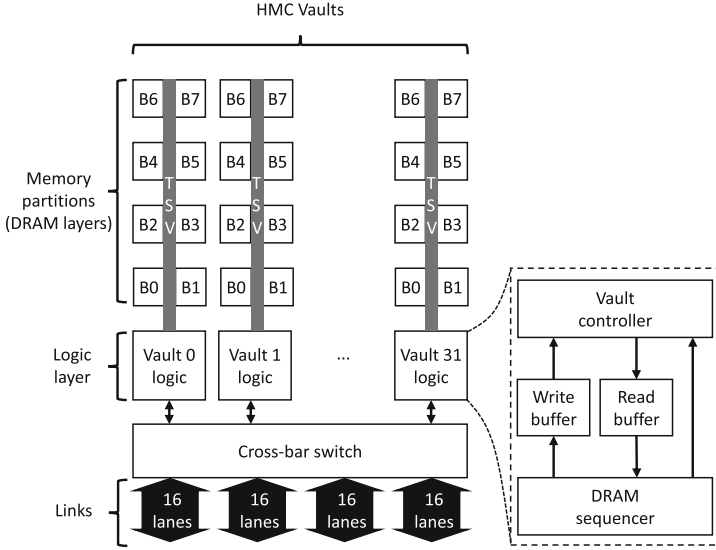 HMC Vaults
B6 B7 B6 B7 B6 B7
Memory
partitions
(DRAM layers)
B4 B5 B4 B5 B4 B5
T T T
S S S
V V V
B2 B3 B2 B3 B2 B3
B0 B1 B0 B1 B0 B1
Logic
layer
Vault 0
logic
Vault 1
logic
...
Vault 31
logic
Cross-bar switch
Links
16
lanes
16
lanes
16
lanes
16
lanes
Vault
controller
Write
buffer
Read
buffer
DRAM
sequencer